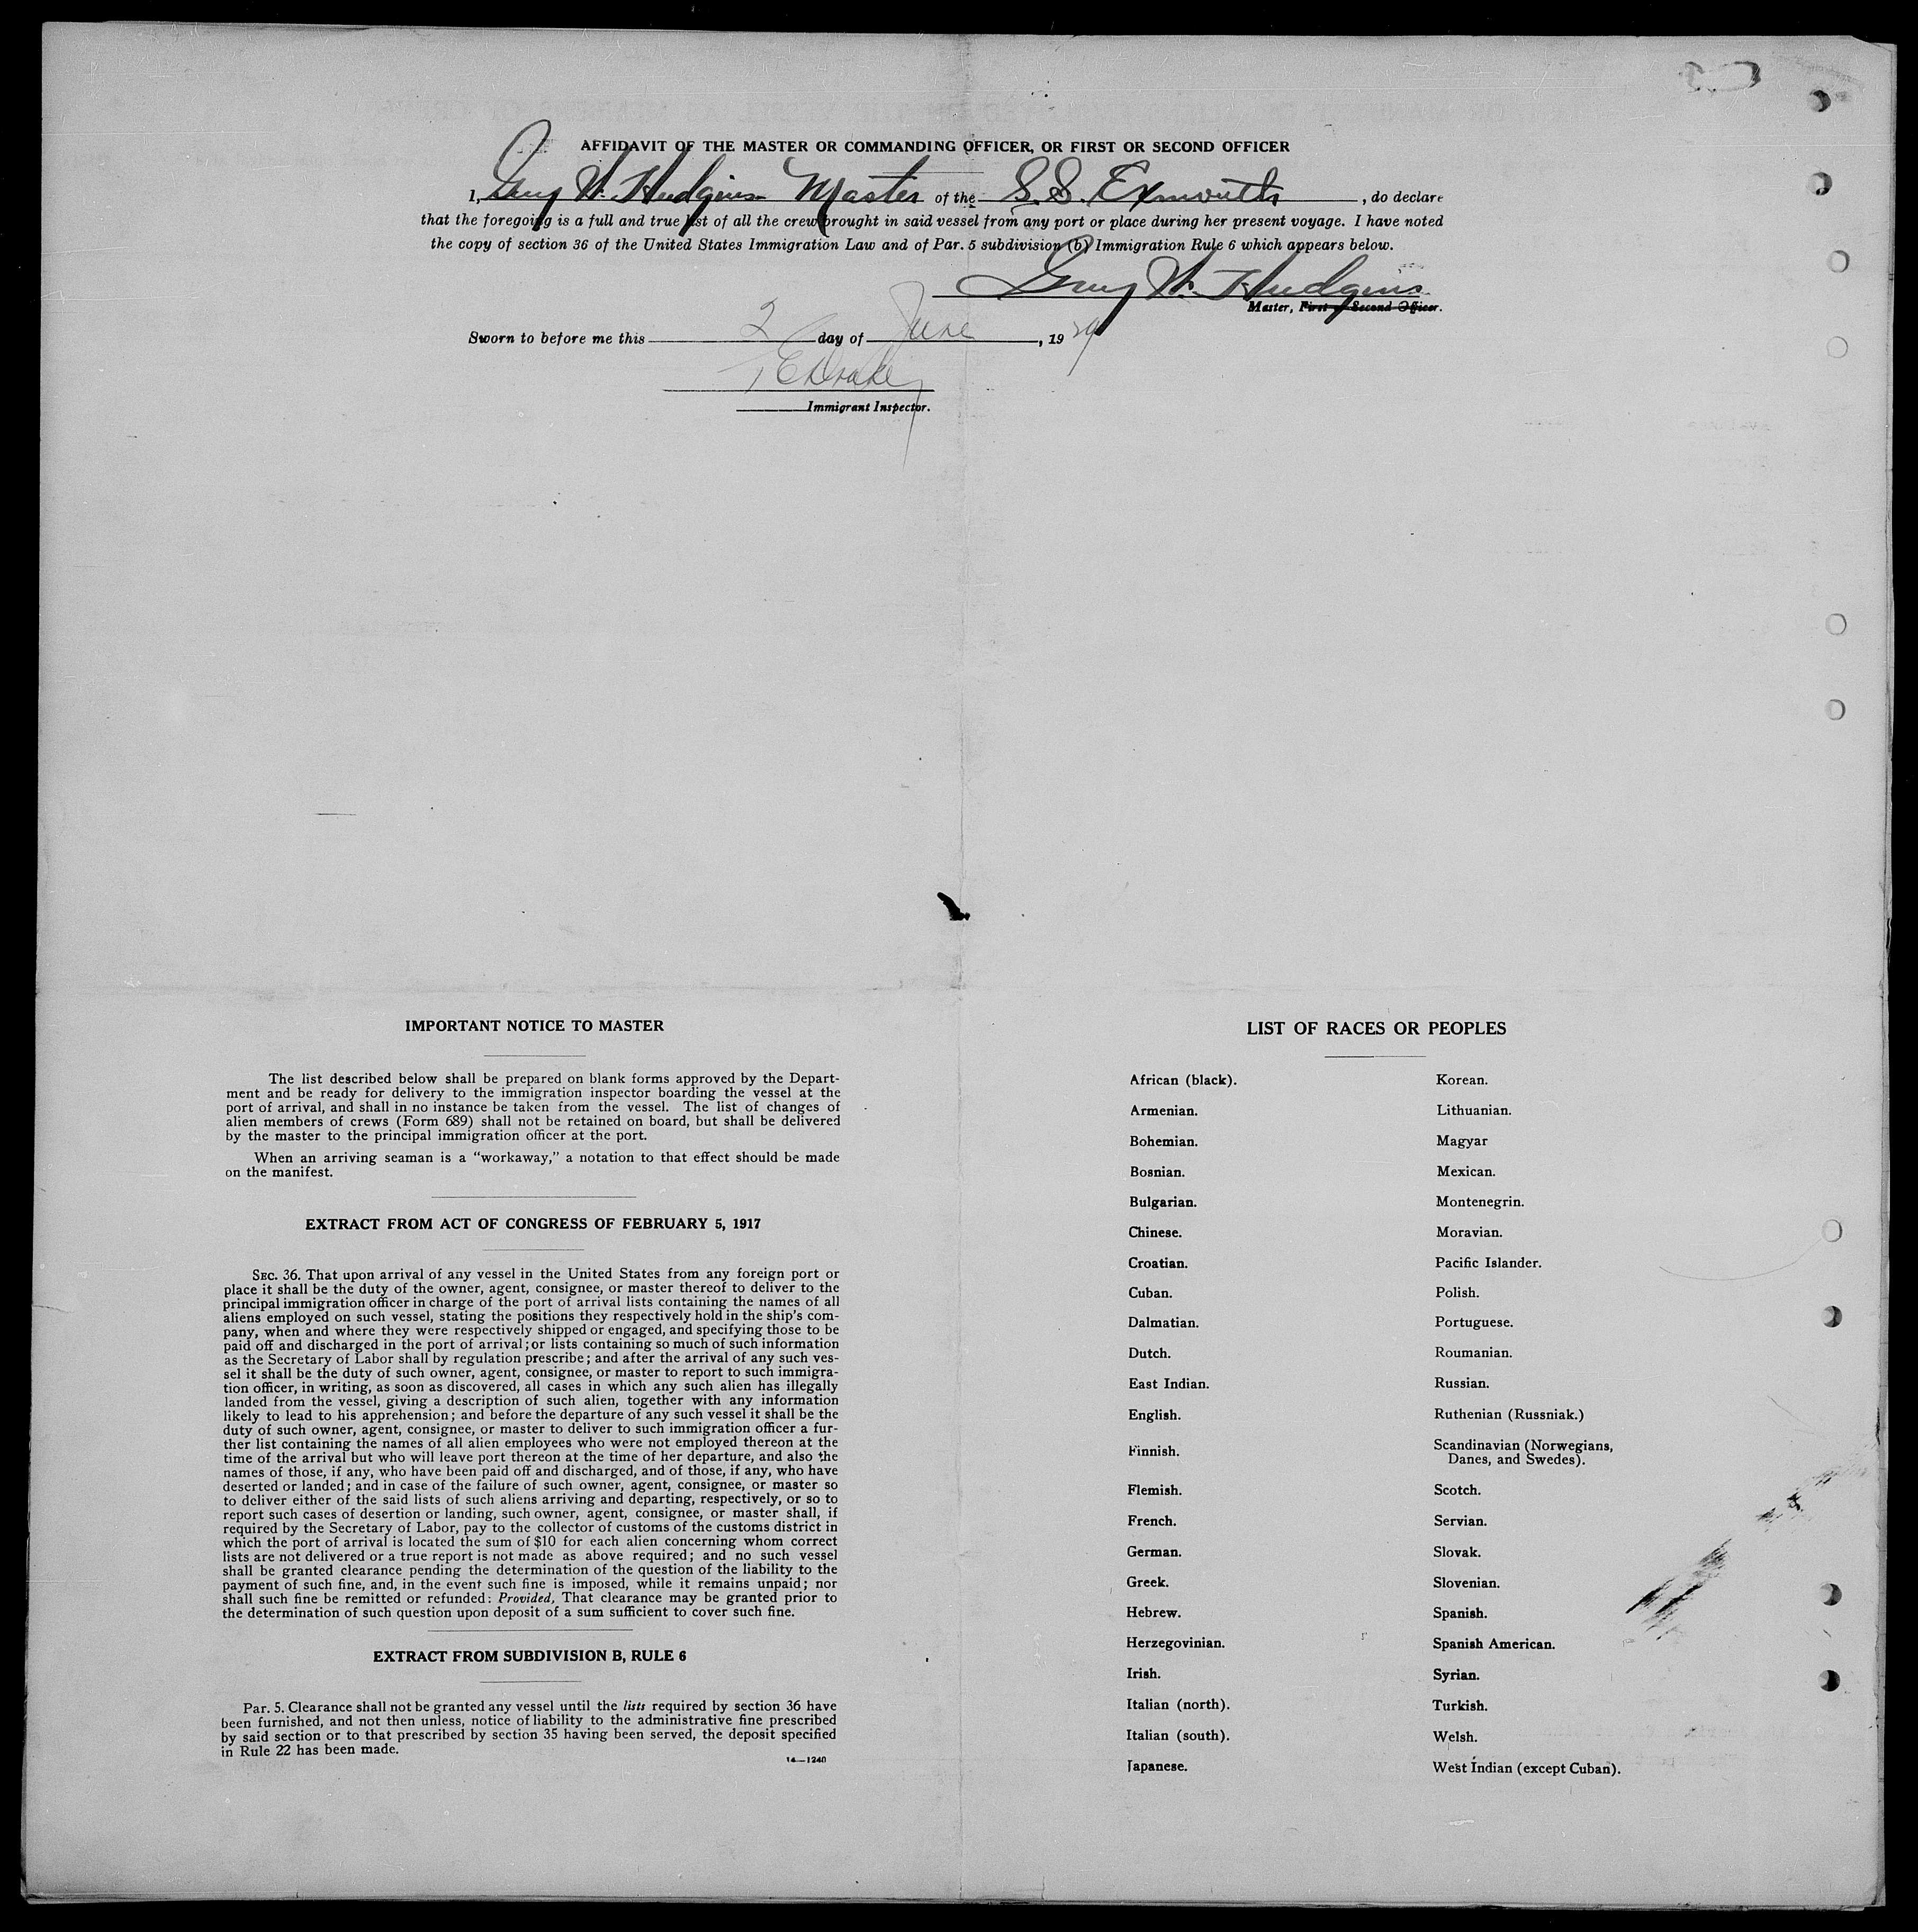 AFFIDAVIT OF THE MASTER OR COMMANDING OFFICER, OR FIRST OR SECOND OFFICER
I, Guy W. Hudgins Master of the S.S. Exmouth, do declare
that the foregoing is a full and true list of all the crew brought in said vessel from any port or place during her present voyage. I have noted
the copy of section 36 of the United States Immigration Law and of Par. 5 subdivision (b) Immigration Rule 6 which appears below.
Guy W. Hudgins
Master, First or Second Officer.
Sworn to before me this 2 day of June, 1929
Drake
Immigrant Inspector.
IMPORTANT NOTICE TO MASTER
The list described below shall be prepared on blank forms approved by the Depart-
ment and be ready for delivery to the immigration inspector boarding the vessel at the
port of arrival, and shall in no instance be taken from the vessel. The list of changes of
alien members of crews (Form 689) shall not be retained on board, but shall be delivered
by the master to the principal immigration officer at the port.
When an arriving seaman is a "workaway," a notation to that effect should be made
on the manifest.
EXTRACT FROM ACT OF CONGRESS OF FEBRUARY 5, 1917
SEC. 36. That upon arrival of any vessel in the United States from any foreign port or
place it shall be the duty of the owner, agent, consignee, or master thereof to deliver to the
principal immigration officer in charge of the port of arrival lists containing the names of all
aliens employed on such vessel, stating the positions they respectively hold in the ship's com-
pany, when and where they were respectively shipped or engaged, and specifying those to be
paid off and discharged in the port of arrival; or lists containing so much of such information
as the Secretary of Labor shall by regulation prescribe; and after the arrival of any such ves-
sel it shall be the duty of such owner, agent, consignee, or master to report to such immigra-
tion officer, in writing, as soon as discovered, all cases in which any such alien has illegally
landed from the vessel, giving a description of such alien, together with any information
likely to lead to his apprehension; and before the departure of any such vessel it shall be the
duty of such owner, agent, consignee, or master to deliver to such immigration officer a fur-
ther list containing the names of all alien employees who were not employed thereon at the
time of the arrival but who will leave port thereon at the time of her departure, and also the
names of those, if any, who have been paid off and discharged, and of those, if any, who have
deserted or landed; and in case of the failure of such owner, agent, consignee, or master so
to deliver either of the said lists of such aliens arriving and departing, respectively, or so to
report such cases of desertion or landing, such owner, agent, consignee, or master shall, if
required by the Secretary of Labor, pay to the collector of customs of the customs district in
which the port of arrival is located the sum of $10 for each alien concerning whom correct
lists are not delivered or a true report is not made as above required; and no such vessel
shall be granted clearance pending the determination of the question of the liability to the
payment of such fine, and, in the event such fine is imposed, while it remains unpaid; nor
shall such fine be remitted or refunded: Provided, That clearance may be granted prior to
the determination of such question upon deposit of a sum sufficient to cover such fine.
EXTRACT FROM SUBDIVISION B, RULE 6
Par. 5. Clearance shall not be granted any vessel until the lists required by section 36 have
been furnished, and not then unless, notice of liability to the administrative fine prescribed
by said section or to that prescribed by section 35 having been served, the deposit specified
in Rule 22 has been made.
14—1240
LIST OF RACES OR PEOPLES
African (black).
Armenian.
Bohemian.
Bosnian.
Bulgarian.
Chinese.
Croatian.
Cuban.
Dalmatian.
Dutch.
East Indian.
English.
Finnish.
Flemish.
French.
German.
Greek.
Hebrew.
Herzegovinian.
Irish.
Italian (north).
Italian (south).
Japanese.
Korean.
Lithuanian.
Magyar
Mexican.
Montenegrin.
Moravian.
Pacific Islander.
Polish.
Portuguese.
Roumanian.
Russian.
Ruthenian (Russniak.)
Scandinavian (Norwegians,
Danes, and Swedes).
Scotch.
Servian.
Slovak.
Slovenian.
Spanish.
Spanish American.
Syrian.
Turkish.
Welsh.
West Indian (except Cuban).